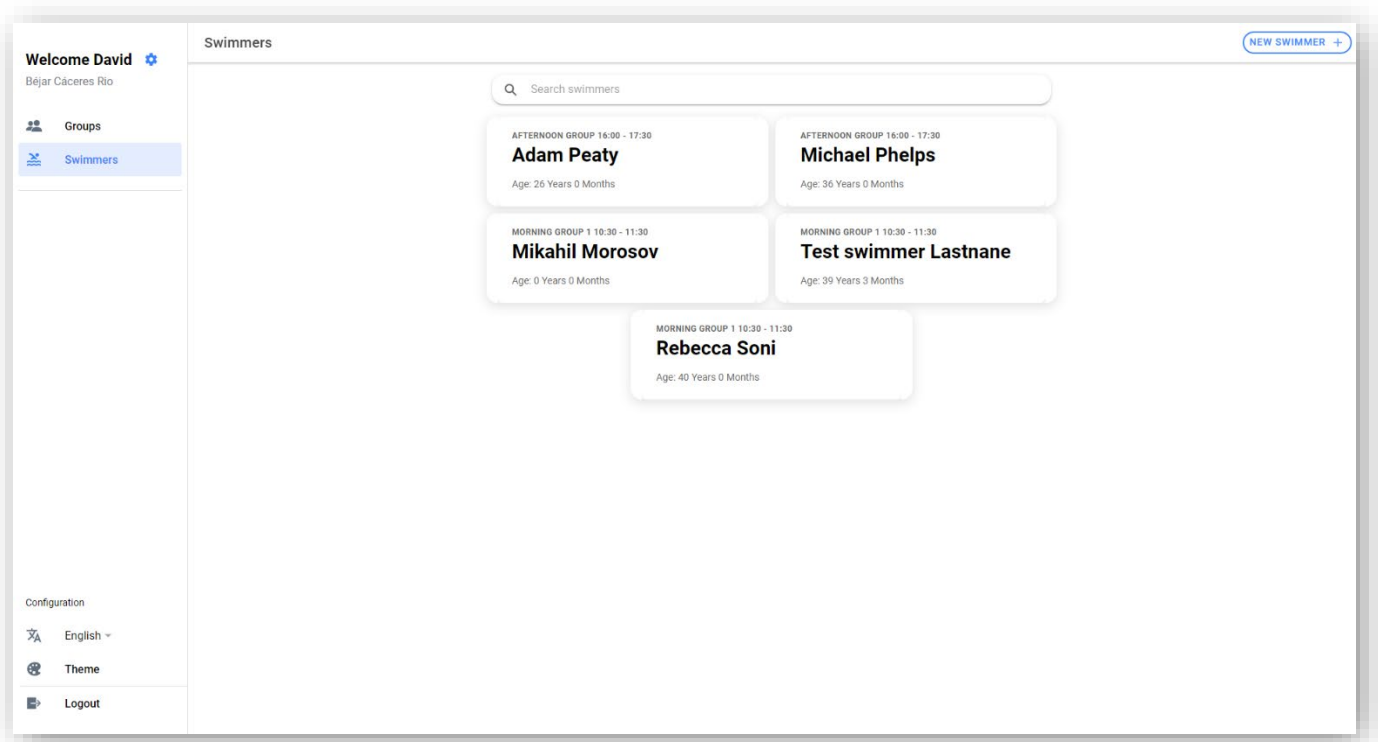 Welcome David
Béjar Cáceres Rio
Groups
Swimmers
Configuration
English
Theme
Logout
Swimmers
NEW SWIMMER +
Search swimmers
AFTERNOON GROUP 16:00 - 17:30
Adam Peaty
Age: 26 Years 0 Months
AFTERNOON GROUP 16:00 - 17:30
Michael Phelps
Age: 36 Years 0 Months
MORNING GROUP 1 10:30 - 11:30
Mikahil Morosov
Age: 0 Years 0 Months
MORNING GROUP 1 10:30 - 11:30
Test swimmer Lastnane
Age: 39 Years 3 Months
MORNING GROUP 1 10:30 - 11:30
Rebecca Soni
Age: 40 Years 0 Months